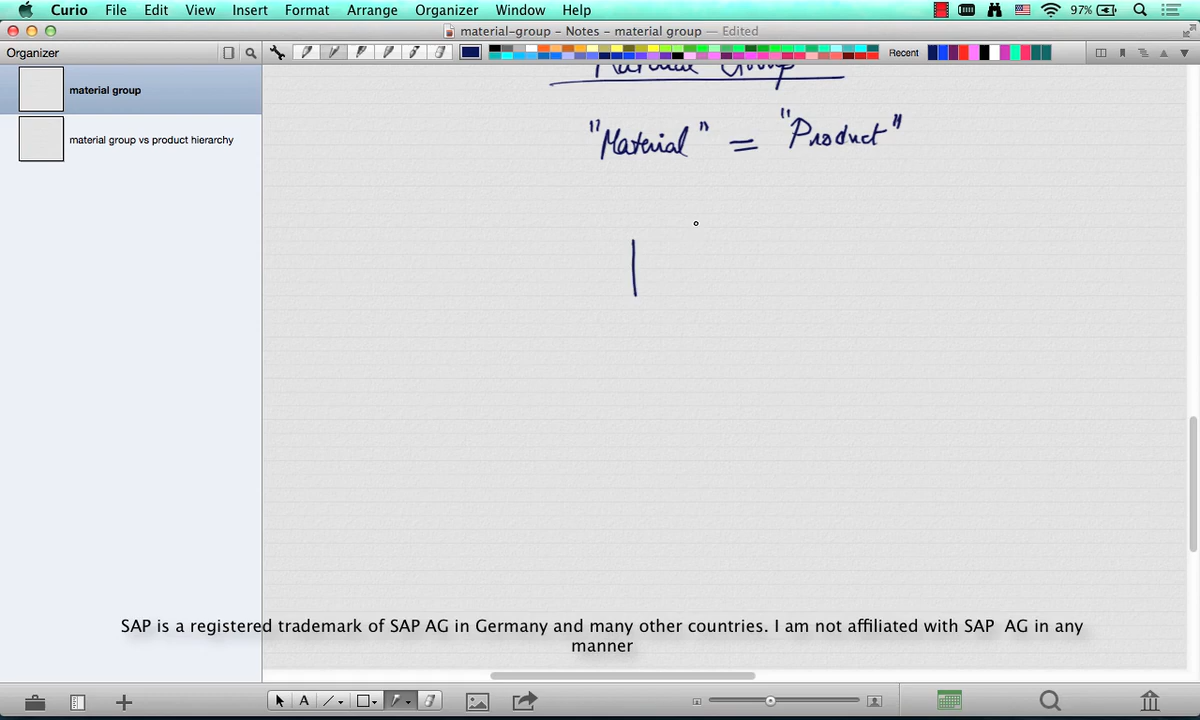 Curio File Edit View Insert Format Arrange Organizer Window Help 97%
material-group – Notes – material group — Edited
Organizer Recent
material group
material group vs product hierarchy
Material Group
"Material" = "Product"
SAP is a registered trademark of SAP AG in Germany and many other countries. I am not affiliated with SAP AG in any
manner
A